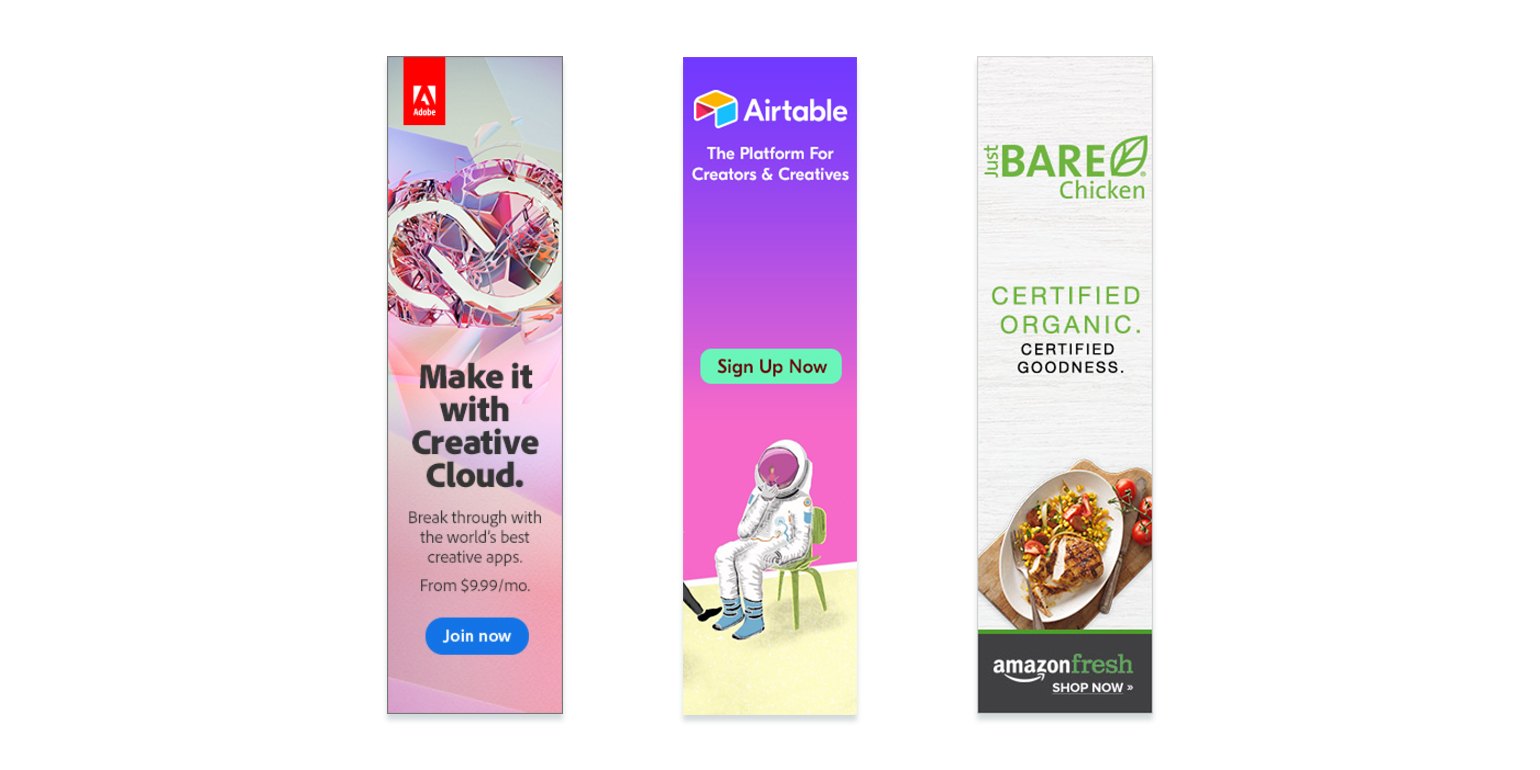 Adobe
Make it
with
Creative
Cloud.
Break through with
the world's best
creative apps.
From $9.99/mo.
Join now
Airtable
The Platform For
Creators & Creatives
Sign Up Now
Just BARE®
Chicken
CERTIFIED
ORGANIC.
CERTIFIED
GOODNESS.
amazonfresh
SHOP NOW »